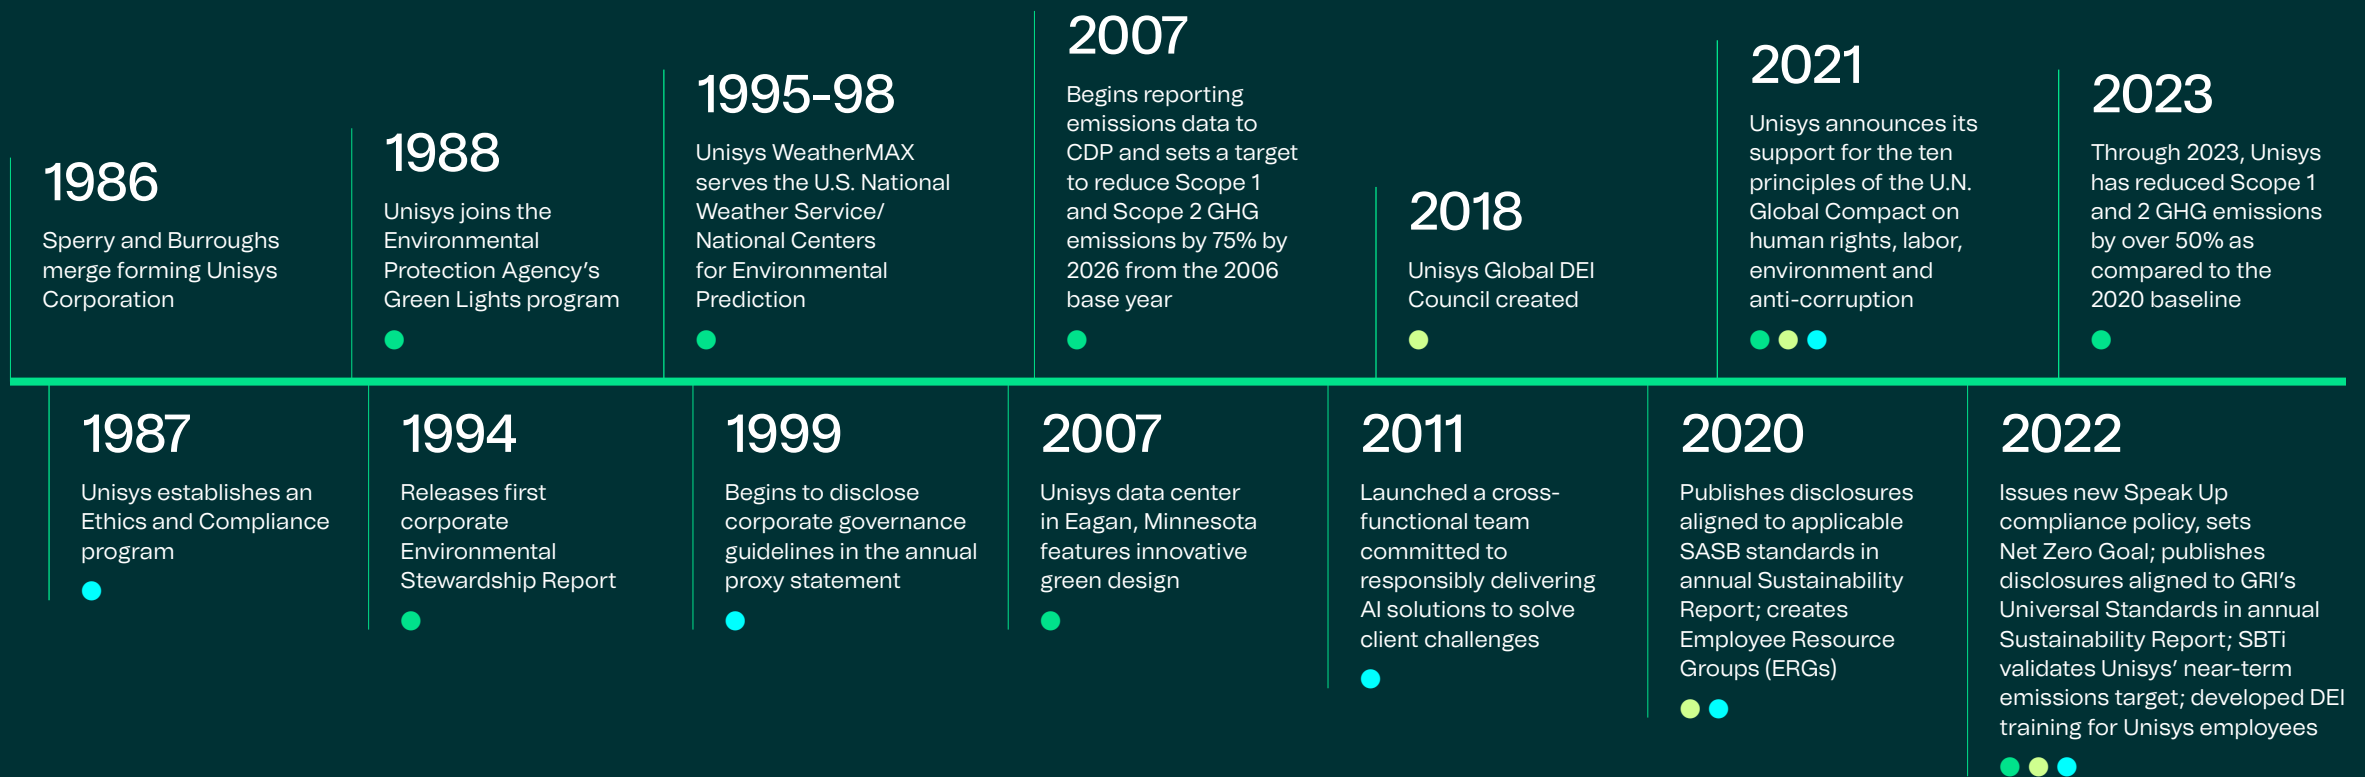 1986
Sperry and Burroughs
merge forming Unisys
Corporation
1988
Unisys joins the
Environmental
Protection Agency’s
Green Lights program
1995-98
Unisys WeatherMAX
serves the U.S. National
Weather Service/
National Centers
for Environmental
Prediction
2007
Begins reporting
emissions data to
CDP and sets a target
to reduce Scope 1
and Scope 2 GHG
emissions by 75% by
2026 from the 2006
base year
2018
Unisys Global DEI
Council created
2021
Unisys announces its
support for the ten
principles of the U.N.
Global Compact on
human rights, labor,
environment and
anti-corruption
2023
Through 2023, Unisys
has reduced Scope 1
and 2 GHG emissions
by over 50% as
compared to the
2020 baseline
1987
Unisys establishes an
Ethics and Compliance
program
1994
Releases first
corporate
Environmental
Stewardship Report
1999
Begins to disclose
corporate governance
guidelines in the annual
proxy statement
2007
Unisys data center
in Eagan, Minnesota
features innovative
green design
2011
Launched a cross-
functional team
committed to
responsibly delivering
AI solutions to solve
client challenges
2020
Publishes disclosures
aligned to applicable
SASB standards in
annual Sustainability
Report; creates
Employee Resource
Groups (ERGs)
2022
Issues new Speak Up
compliance policy, sets
Net Zero Goal; publishes
disclosures aligned to GRI’s
Universal Standards in annual
Sustainability Report; SBTi
validates Unisys’ near-term
emissions target; developed DEI
training for Unisys employees